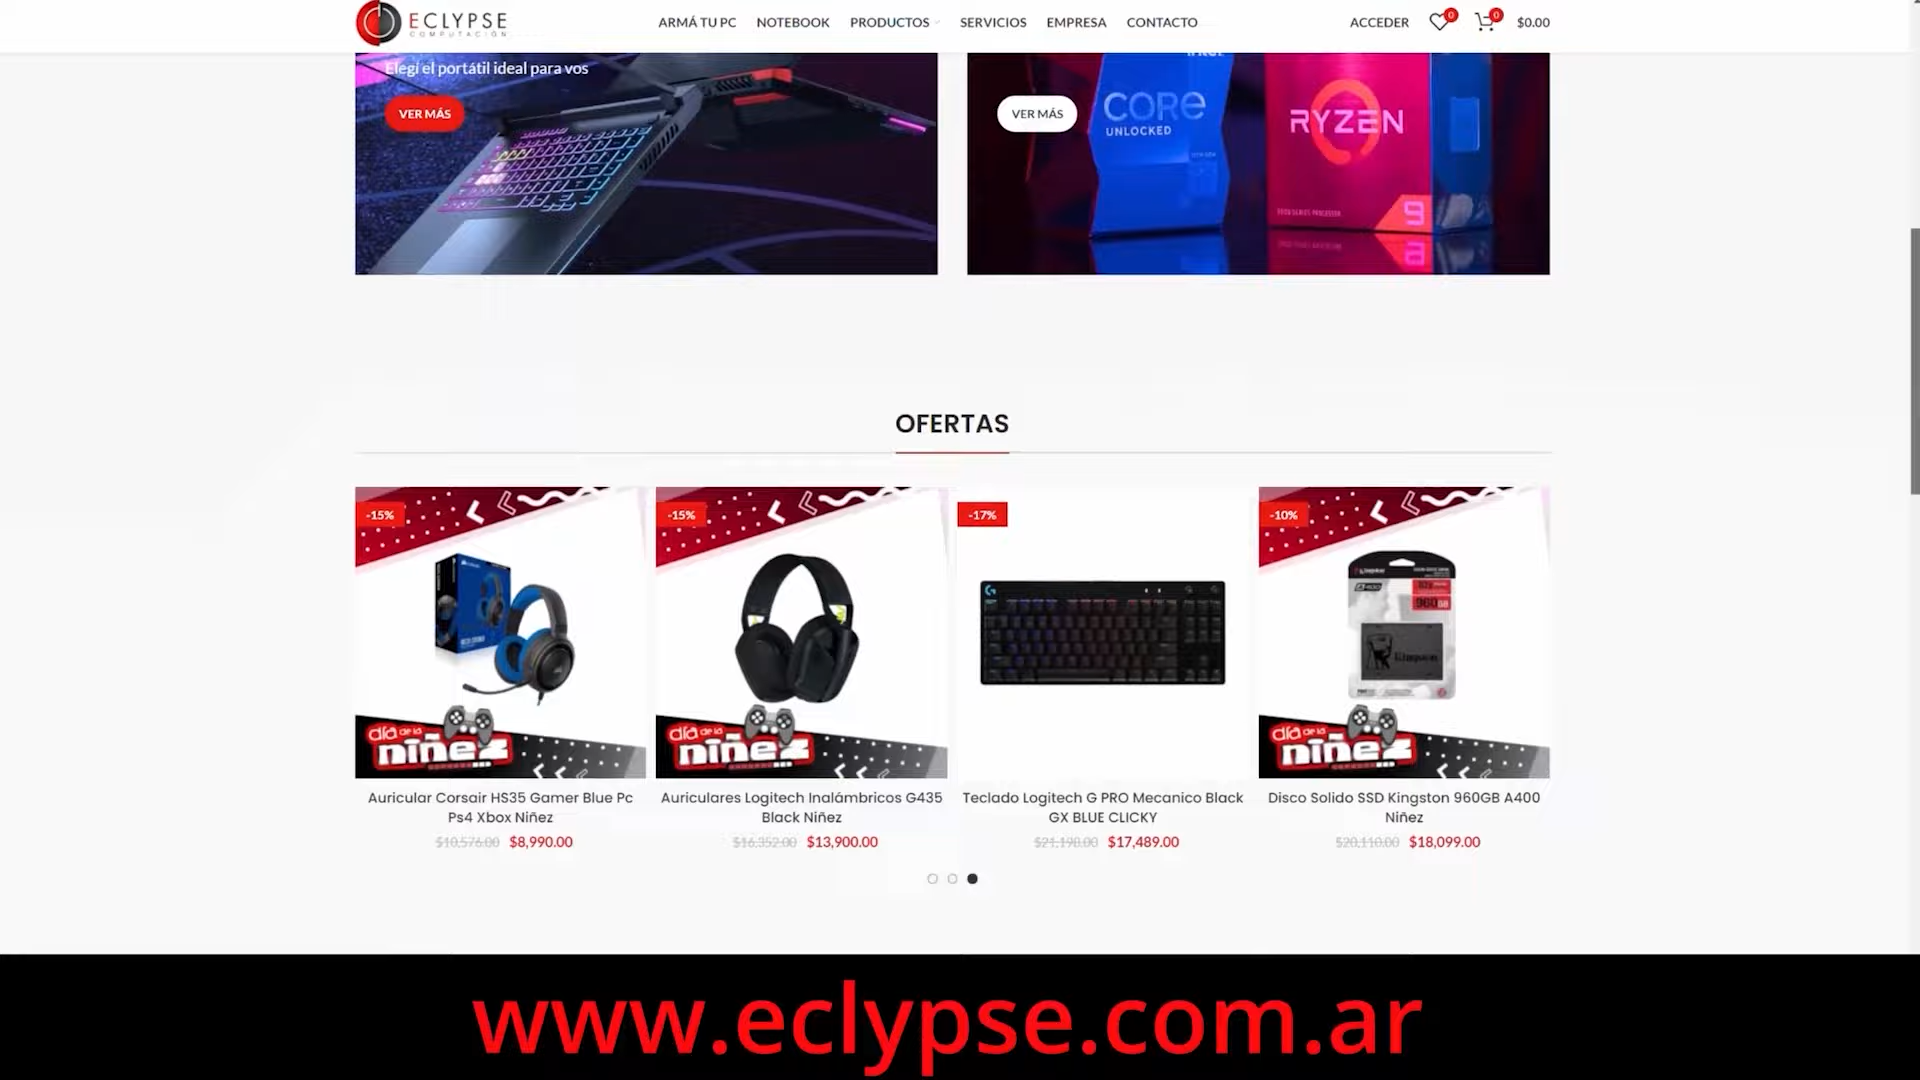 ECLYPSE
COMPUTACIÓN
ARMÁ TU PC
NOTEBOOK
PRODUCTOS
SERVICIOS
EMPRESA
CONTACTO
ACCEDER
0
0
$0.00
Elegí el portátil ideal para vos
VER MÁS
VER MÁS
CORE
UNLOCKED
RYZEN
9
OFERTAS
-15%
-15%
-17%
-10%
960GB
Kingston
día de la
niñez
día de la
niñez
día de la
niñez
Auricular Corsair HS35 Gamer Blue Pc
Ps4 Xbox Niñez
$10,576.00 $8,990.00
Auriculares Logitech Inalámbricos G435
Black Niñez
$16,352.00 $13,900.00
Teclado Logitech G PRO Mecanico Black
GX BLUE CLICKY
$21,198.00 $17,489.00
Disco Solido SSD Kingston 960GB A400
Niñez
$20,110.00 $18,099.00
www.eclypse.com.ar